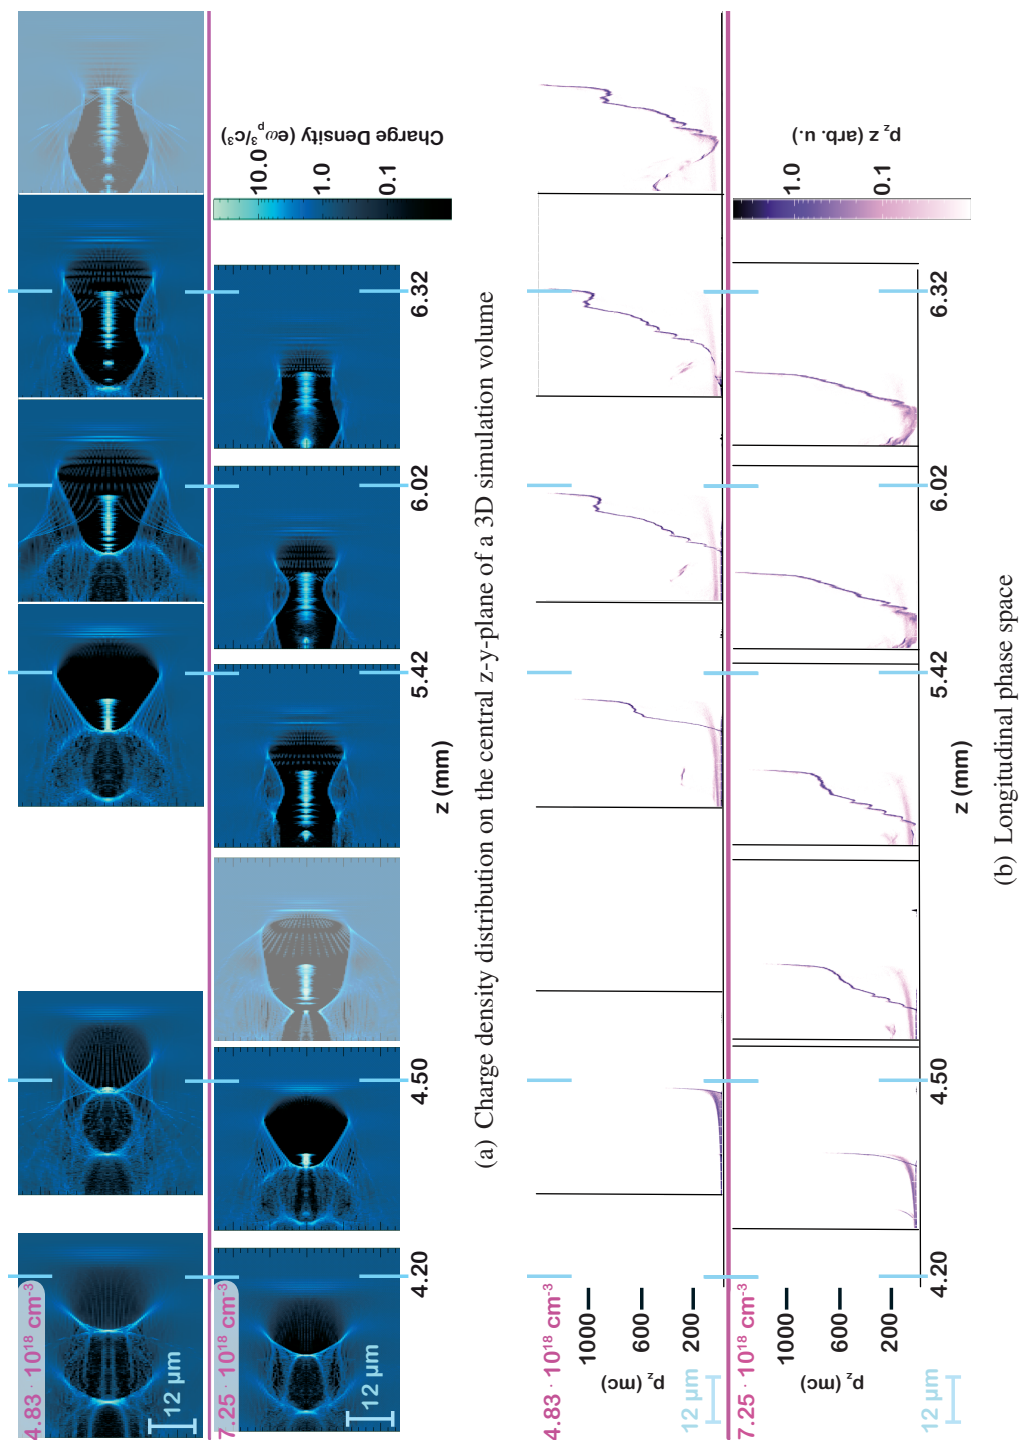 4.83 · 10¹⁸ cm⁻³
12 μm
7.25 · 10¹⁸ cm⁻³
12 μm
4.20
4.50
5.42
6.02
6.32
z (mm)
10.0
1.0
0.1
Charge Density (eωₚ³/c³)
(a) Charge density distribution on the central z-y-plane of a 3D simulation volume
4.83 · 10¹⁸ cm⁻³
1000
600
200
p_z (mc)
12 μm
7.25 · 10¹⁸ cm⁻³
1000
600
200
p_z (mc)
12 μm
4.20
4.50
5.42
6.02
6.32
z (mm)
1.0
0.1
p_z z (arb. u.)
(b) Longitudinal phase space